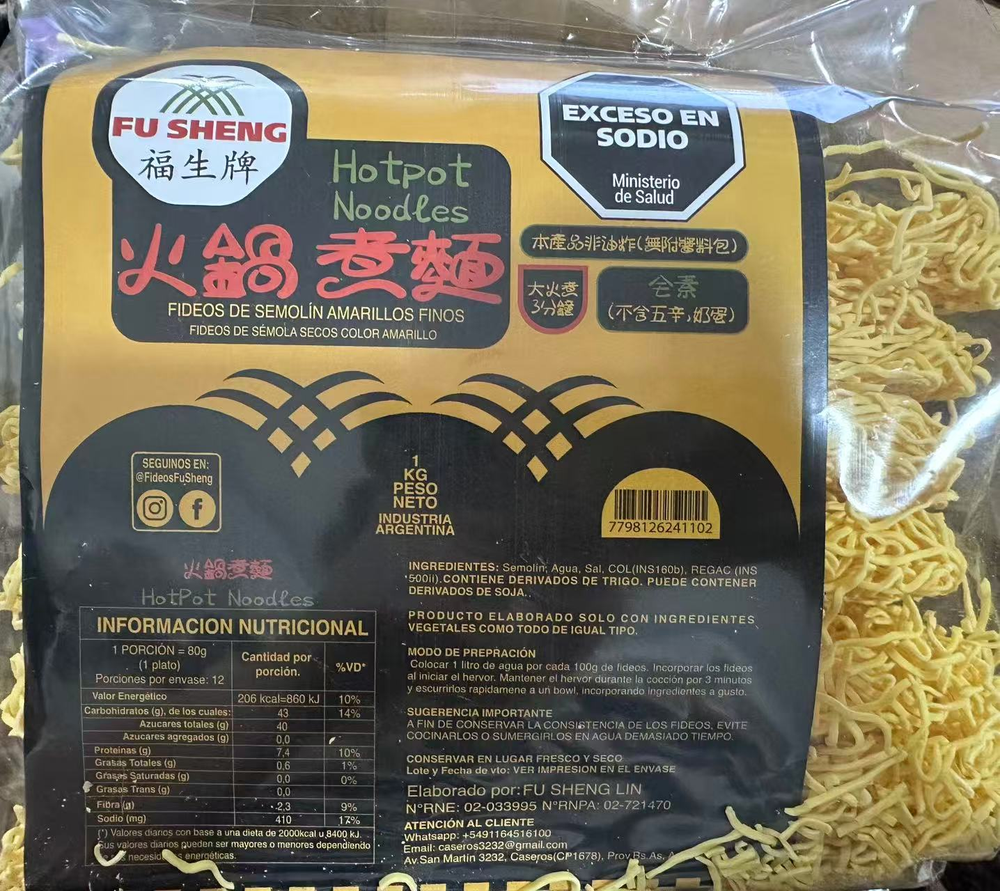 FU SHENG
福生牌
Hotpot
Noodles
火鍋煮麵
FIDEOS DE SEMOLÍN AMARILLOS FINOS
FIDEOS DE SÉMOLA SECOS COLOR AMARILLO
EXCESO EN
SODIO
Ministerio
de Salud
本產品非油炸(無附醬料包)
大火煮
3分鐘
全素
(不含五辛,奶蛋)
SEGUINOS EN:
@FideosFuSheng
1
KG
PESO
NETO
INDUSTRIA
ARGENTINA
7798126241102
火鍋煮麵
HotPot Noodles
INFORMACION NUTRICIONAL
1 PORCIÓN = 80g
(1 plato)
Porciones por envase: 12
Cantidad por
porción.
%VD*
Valor Energético 206 kcal=860 kJ 10%
Carbohidratos (g), de los cuales: 43 14%
Azucares totales (g) 40
Azucares agregados (g) 0,0
Proteinas (g) 7,4 10%
Grasas Totales (g) 0,6 1%
Grasas Saturadas (g) 0,0 0%
Grasas Trans (g) 0,0
Fibra (g) 2,3 9%
Sodio (mg) 410 17%
(*) Valores diarios con base a una dieta de 2000kcal u 8400 kJ.
Sus valores diarios pueden ser mayores o menores dependiendo
necesidades energéticas.
INGREDIENTES: Semolin, Agua, Sal, COL(INS160b), REGAC (INS
500ii). CONTIENE DERIVADOS DE TRIGO. PUEDE CONTENER
DERIVADOS DE SOJA.
PRODUCTO ELABORADO SOLO CON INGREDIENTES
VEGETALES COMO TODO DE IGUAL TIPO.
MODO DE PREPRACIÓN
Colocar 1 litro de agua por cada 100g de fideos. Incorporar los fideos
al iniciar el hervor. Mantener el hervor durante la cocción por 3 minutos
y escurrirlos rapidamene a un bowl, incorporando ingredientes a gusto.
SUGERENCIA IMPORTANTE
A FIN DE CONSERVAR LA CONSISTENCIA DE LOS FIDEOS, EVITE
COCINARLOS O SUMERGIRLOS EN AGUA DEMASIADO TIEMPO.
CONSERVAR EN LUGAR FRESCO Y SECO
Lote y Fecha de vto: VER IMPRESION EN EL ENVASE
Elaborado por: FU SHENG LIN
N°RNE: 02-033995 N°RNPA: 02-721470
ATENCIÓN AL CLIENTE
Whatsapp: +5491164516100
Email: caseros3232@gmail.com
Av.San Martin 3232, Caseros(CP1678), Prov.Bs.As.